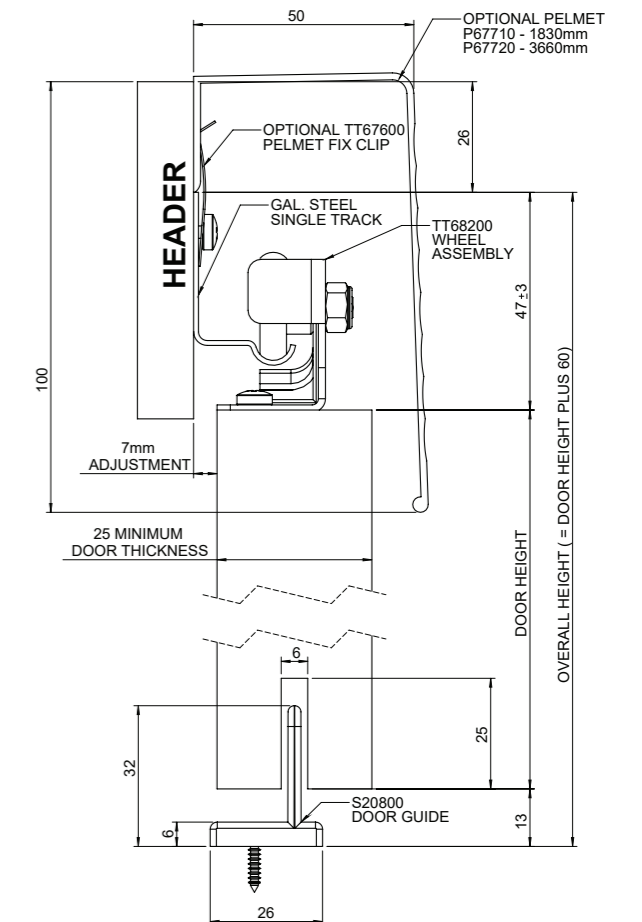 50
OPTIONAL PELMET
P67710 - 1830mm
P67720 - 3660mm
26
OPTIONAL TT67600
PELMET FIX CLIP
HEADER
GAL. STEEL
SINGLE TRACK
TT68200
WHEEL
ASSEMBLY
47±3
100
OVERALL HEIGHT ( = DOOR HEIGHT PLUS 60)
7mm
ADJUSTMENT
25 MINIMUM
DOOR THICKNESS
DOOR HEIGHT
6
25
32
S20800
DOOR GUIDE
13
6
26